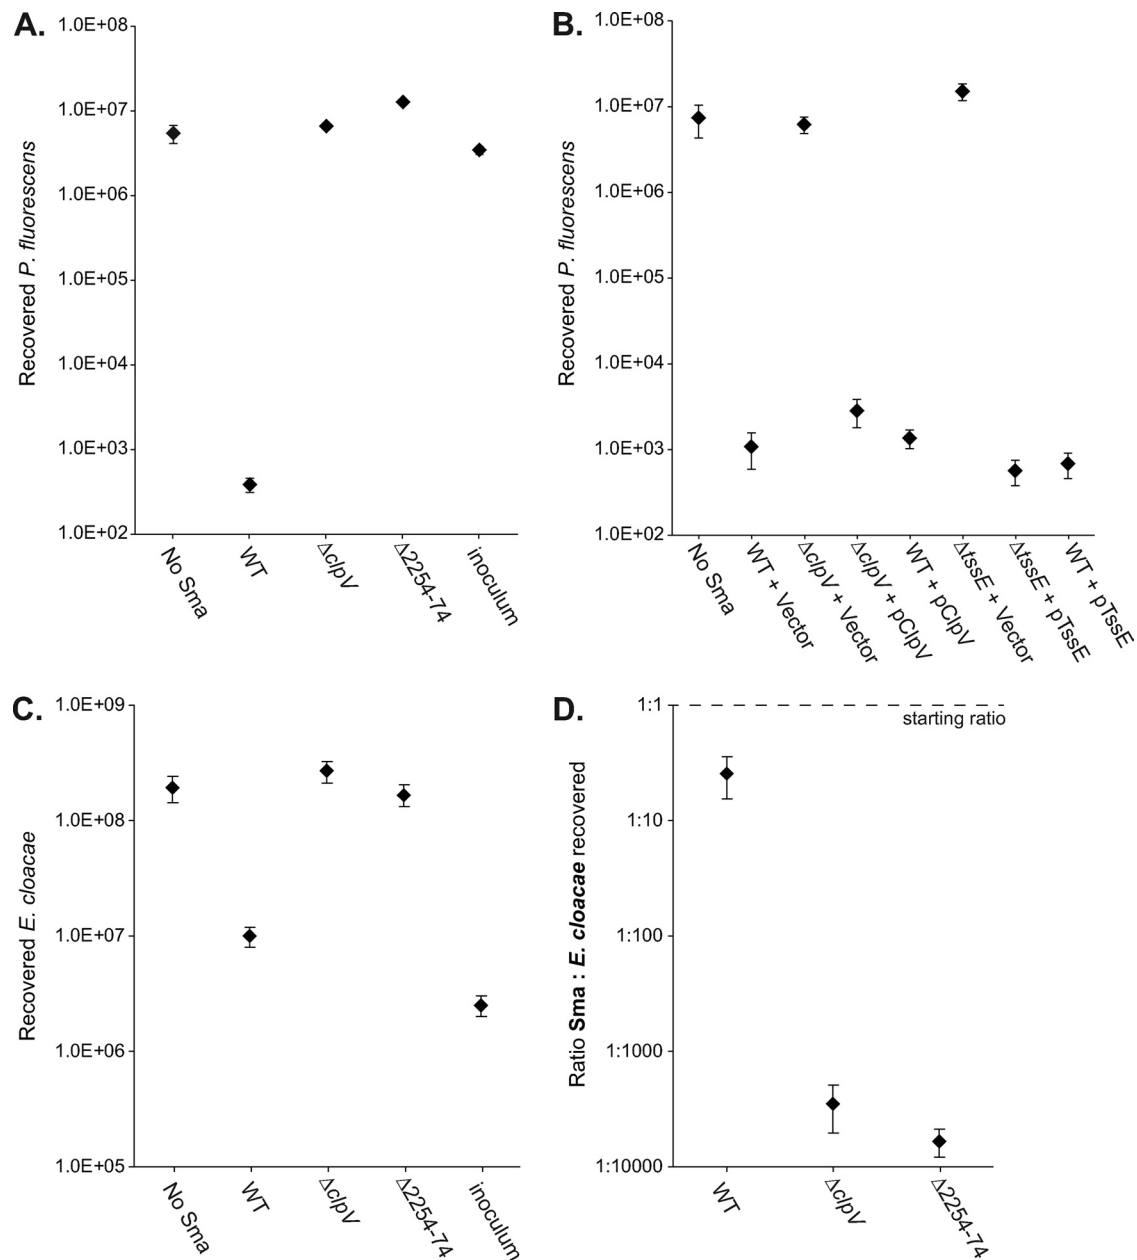 A.
Recovered P. fluorescens
1.0E+08
1.0E+07
1.0E+06
1.0E+05
1.0E+04
1.0E+03
1.0E+02
No Sma
WT
ΔclpV
Δ2254-74
inoculum
B.
Recovered P. fluorescens
1.0E+08
1.0E+07
1.0E+06
1.0E+05
1.0E+04
1.0E+03
1.0E+02
No Sma
WT + Vector
ΔclpV + Vector
ΔclpV + pClpV
WT + pClpV
ΔtssE + Vector
ΔtssE + pTssE
WT + pTssE
C.
Recovered E. cloacae
1.0E+09
1.0E+08
1.0E+07
1.0E+06
1.0E+05
No Sma
WT
ΔclpV
Δ2254-74
inoculum
D.
Ratio Sma : E. cloacae recovered
1:1
1:10
1:100
1:1000
1:10000
starting ratio
WT
ΔclpV
Δ2254-74